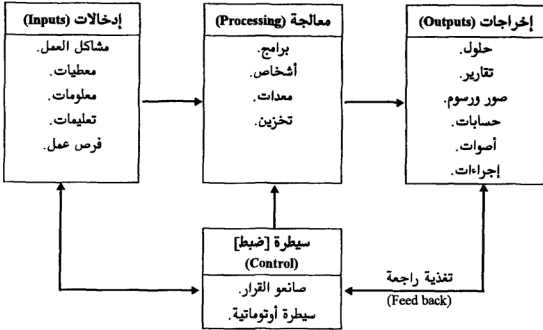 إدخالات (Inputs)
مشاكل العمل.
معطيات.
معلومات.
تعليمات.
فرص عمل.
معالجة (Processing)
برامج.
أشخاص.
معدات.
تخزين.
إخراجات (Outputs)
حلول.
تقارير.
صور ورسوم.
حسابات.
أصوات.
إجراءات.
سيطرة [ضبط]
(Control)
صانعو القرار.
سيطرة أوتوماتية.
تغذية راجعة
(Feed back)